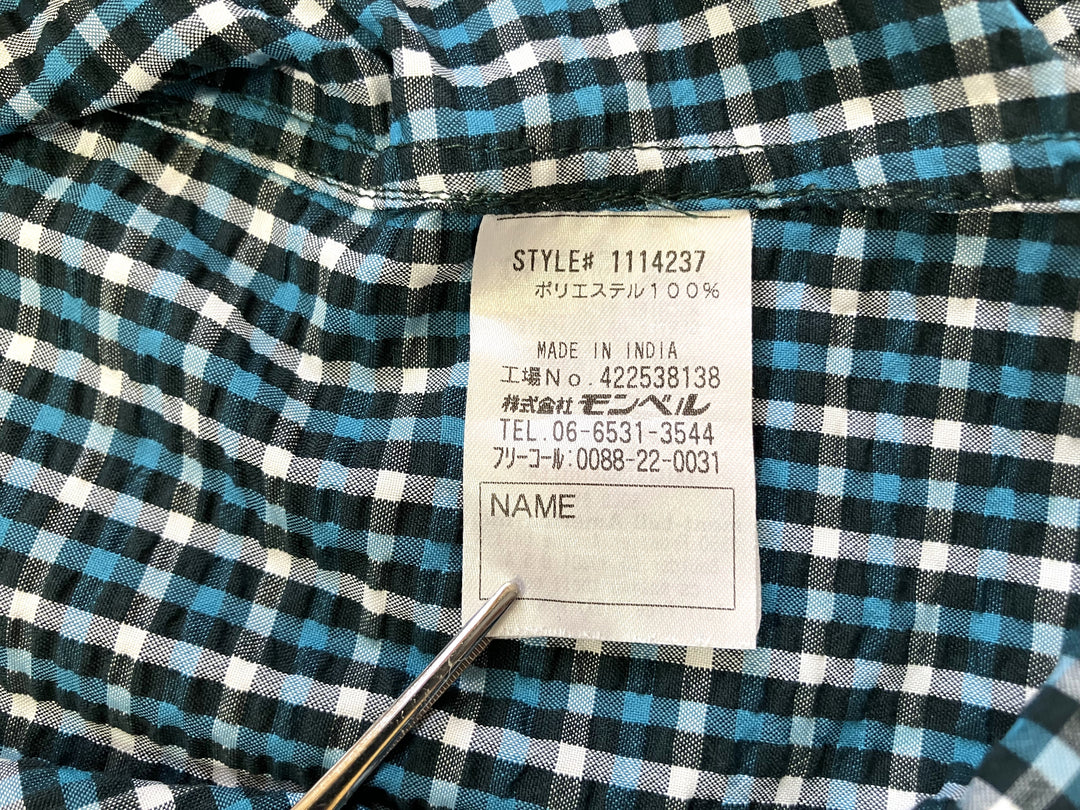 STYLE# 1114237
ポリエステル100%
MADE IN INDIA
工場No.422538138
株式会社 モンベル
TEL.06-6531-3544
フリーコール:0088-22-0031
NAME